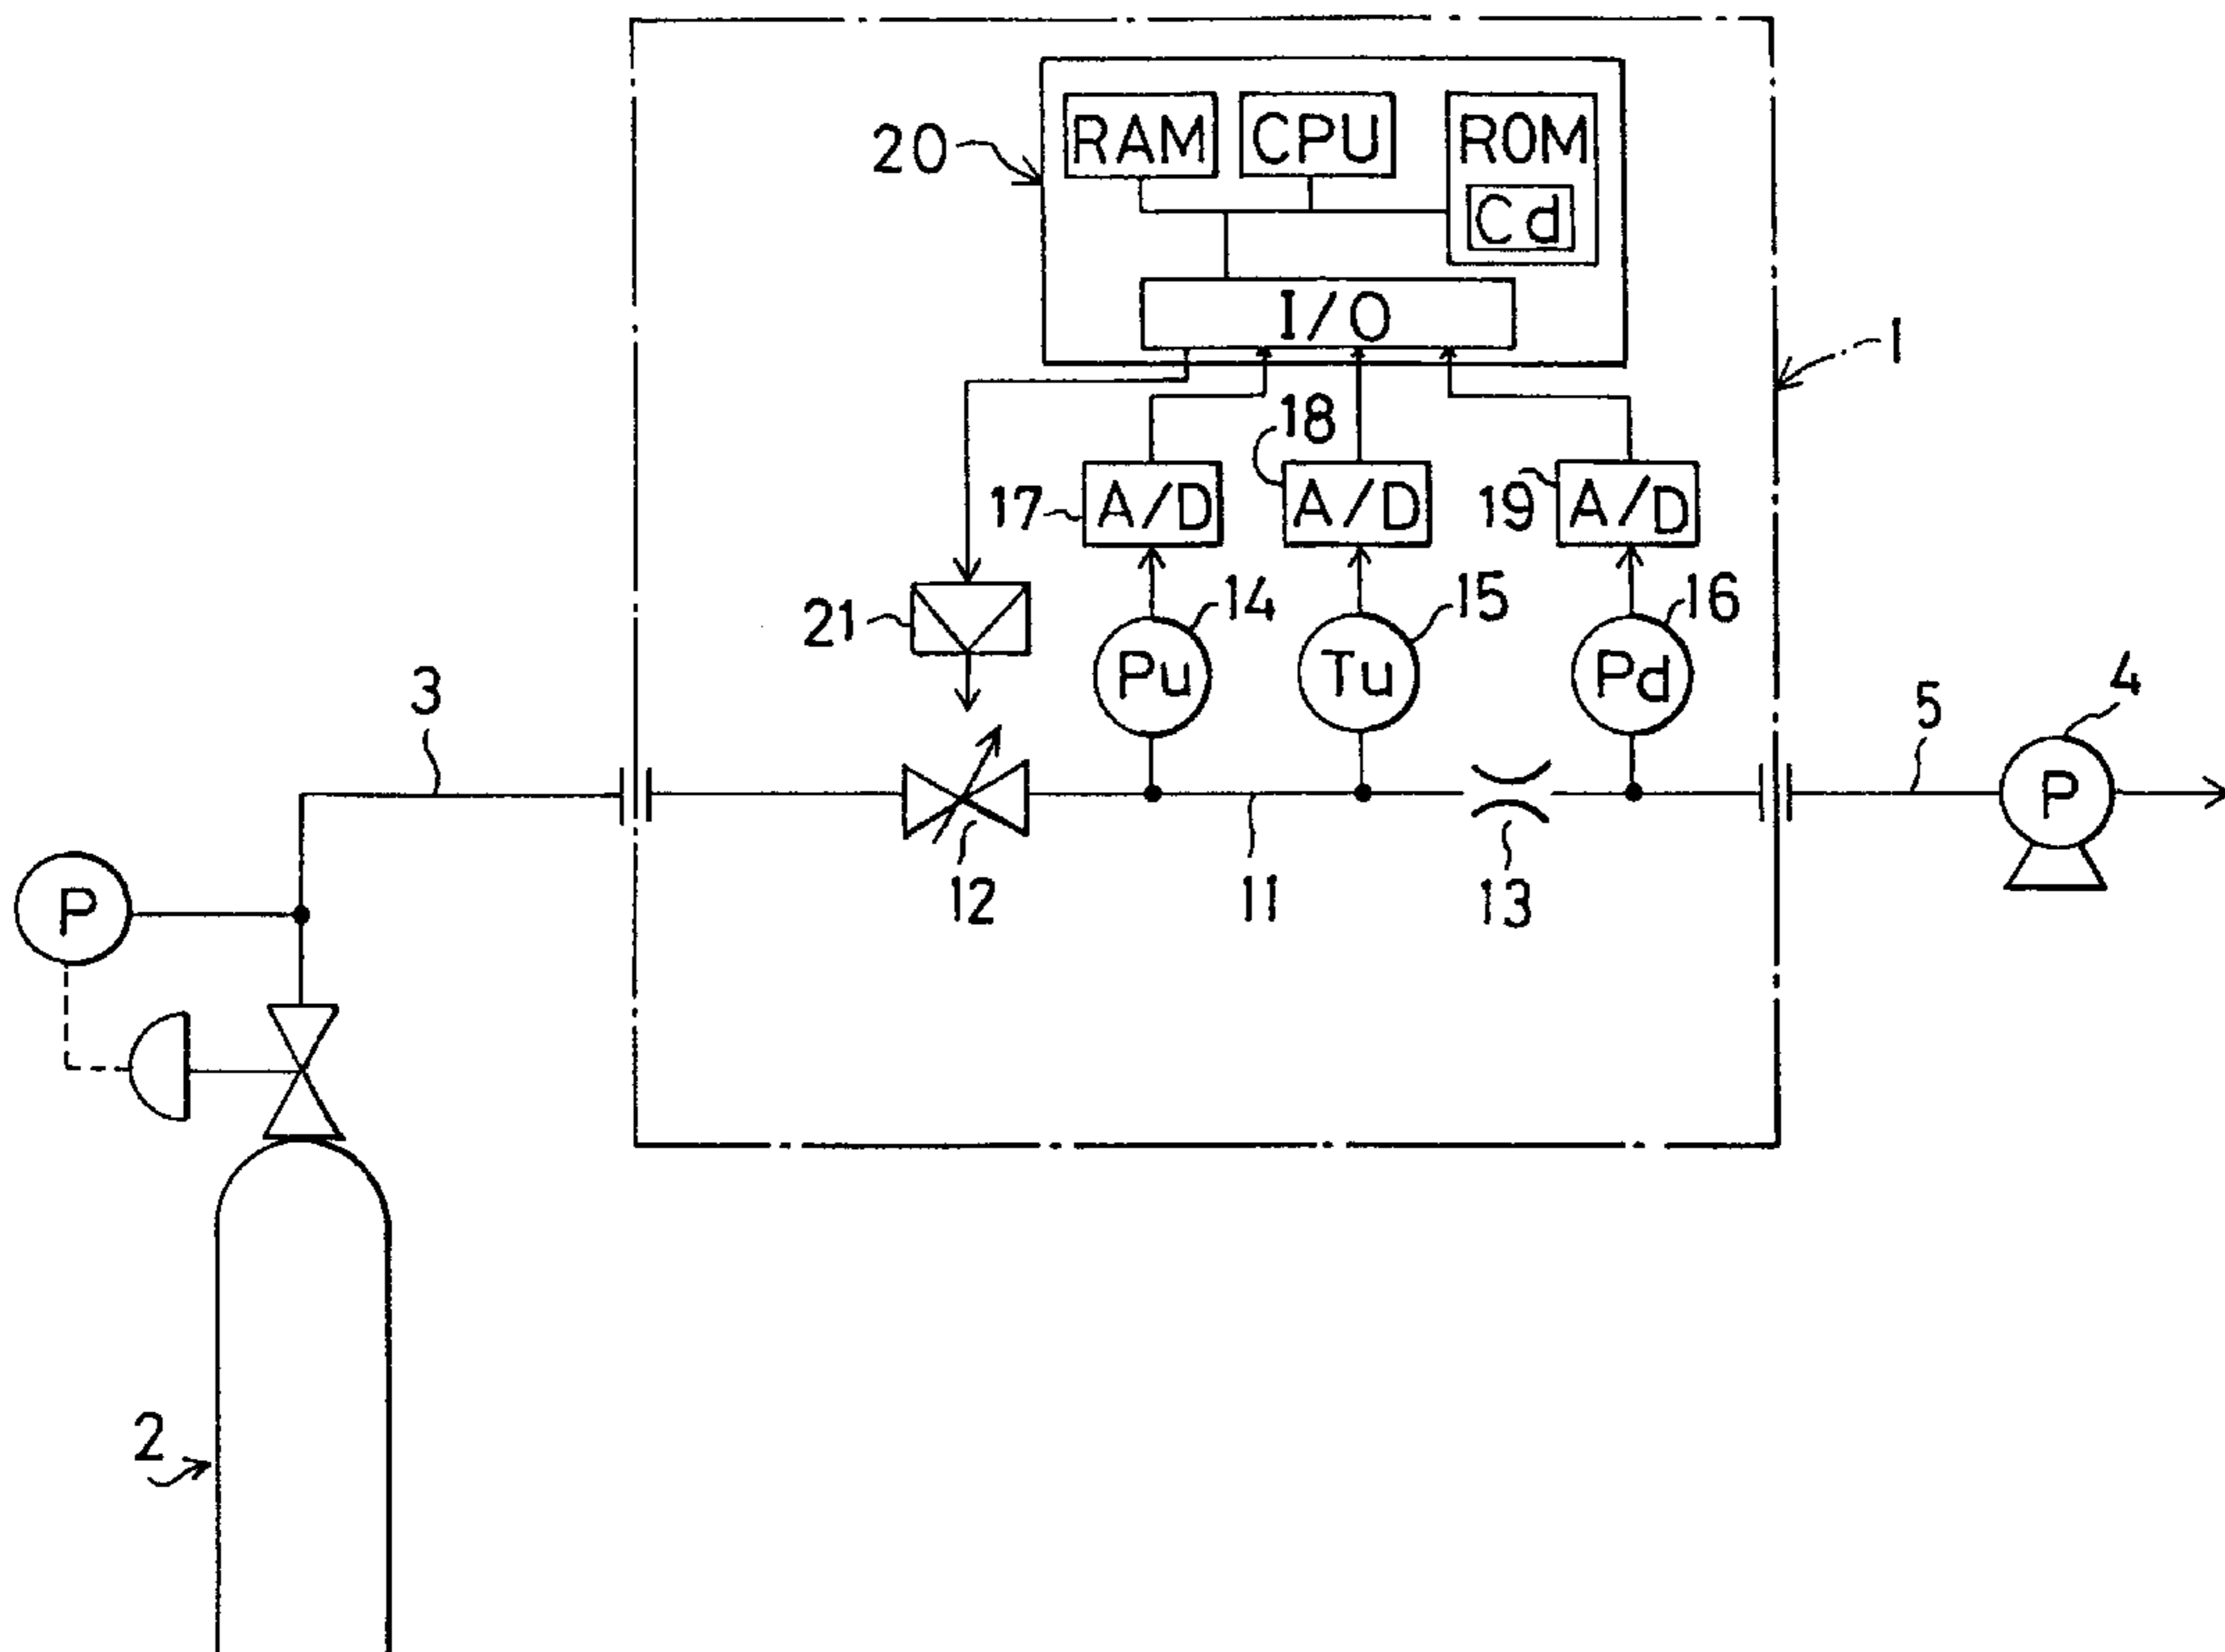 RAM CPU ROM
20
Cd
I/O
1
18
17 A/D A/D 19 A/D
21 14 15 16
Pu Tu Pd
3 5 4
P
12 11 13
P
2